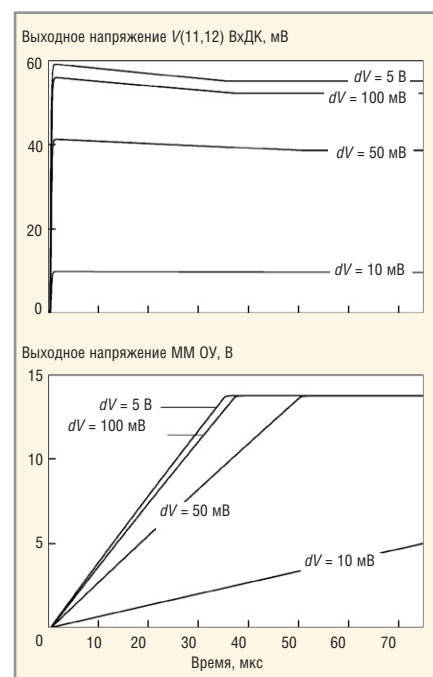 Выходное напряжение V(11,12) ВхДК, мВ
60
dV = 5 В
dV = 100 мВ
40
dV = 50 мВ
20
dV = 10 мВ
0
Выходное напряжение ММ ОУ, В
15
dV = 5 В
dV = 100 мВ
10
dV = 50 мВ
5
dV = 10 мВ
0 10 20 30 40 50 60 70
Время, мкс